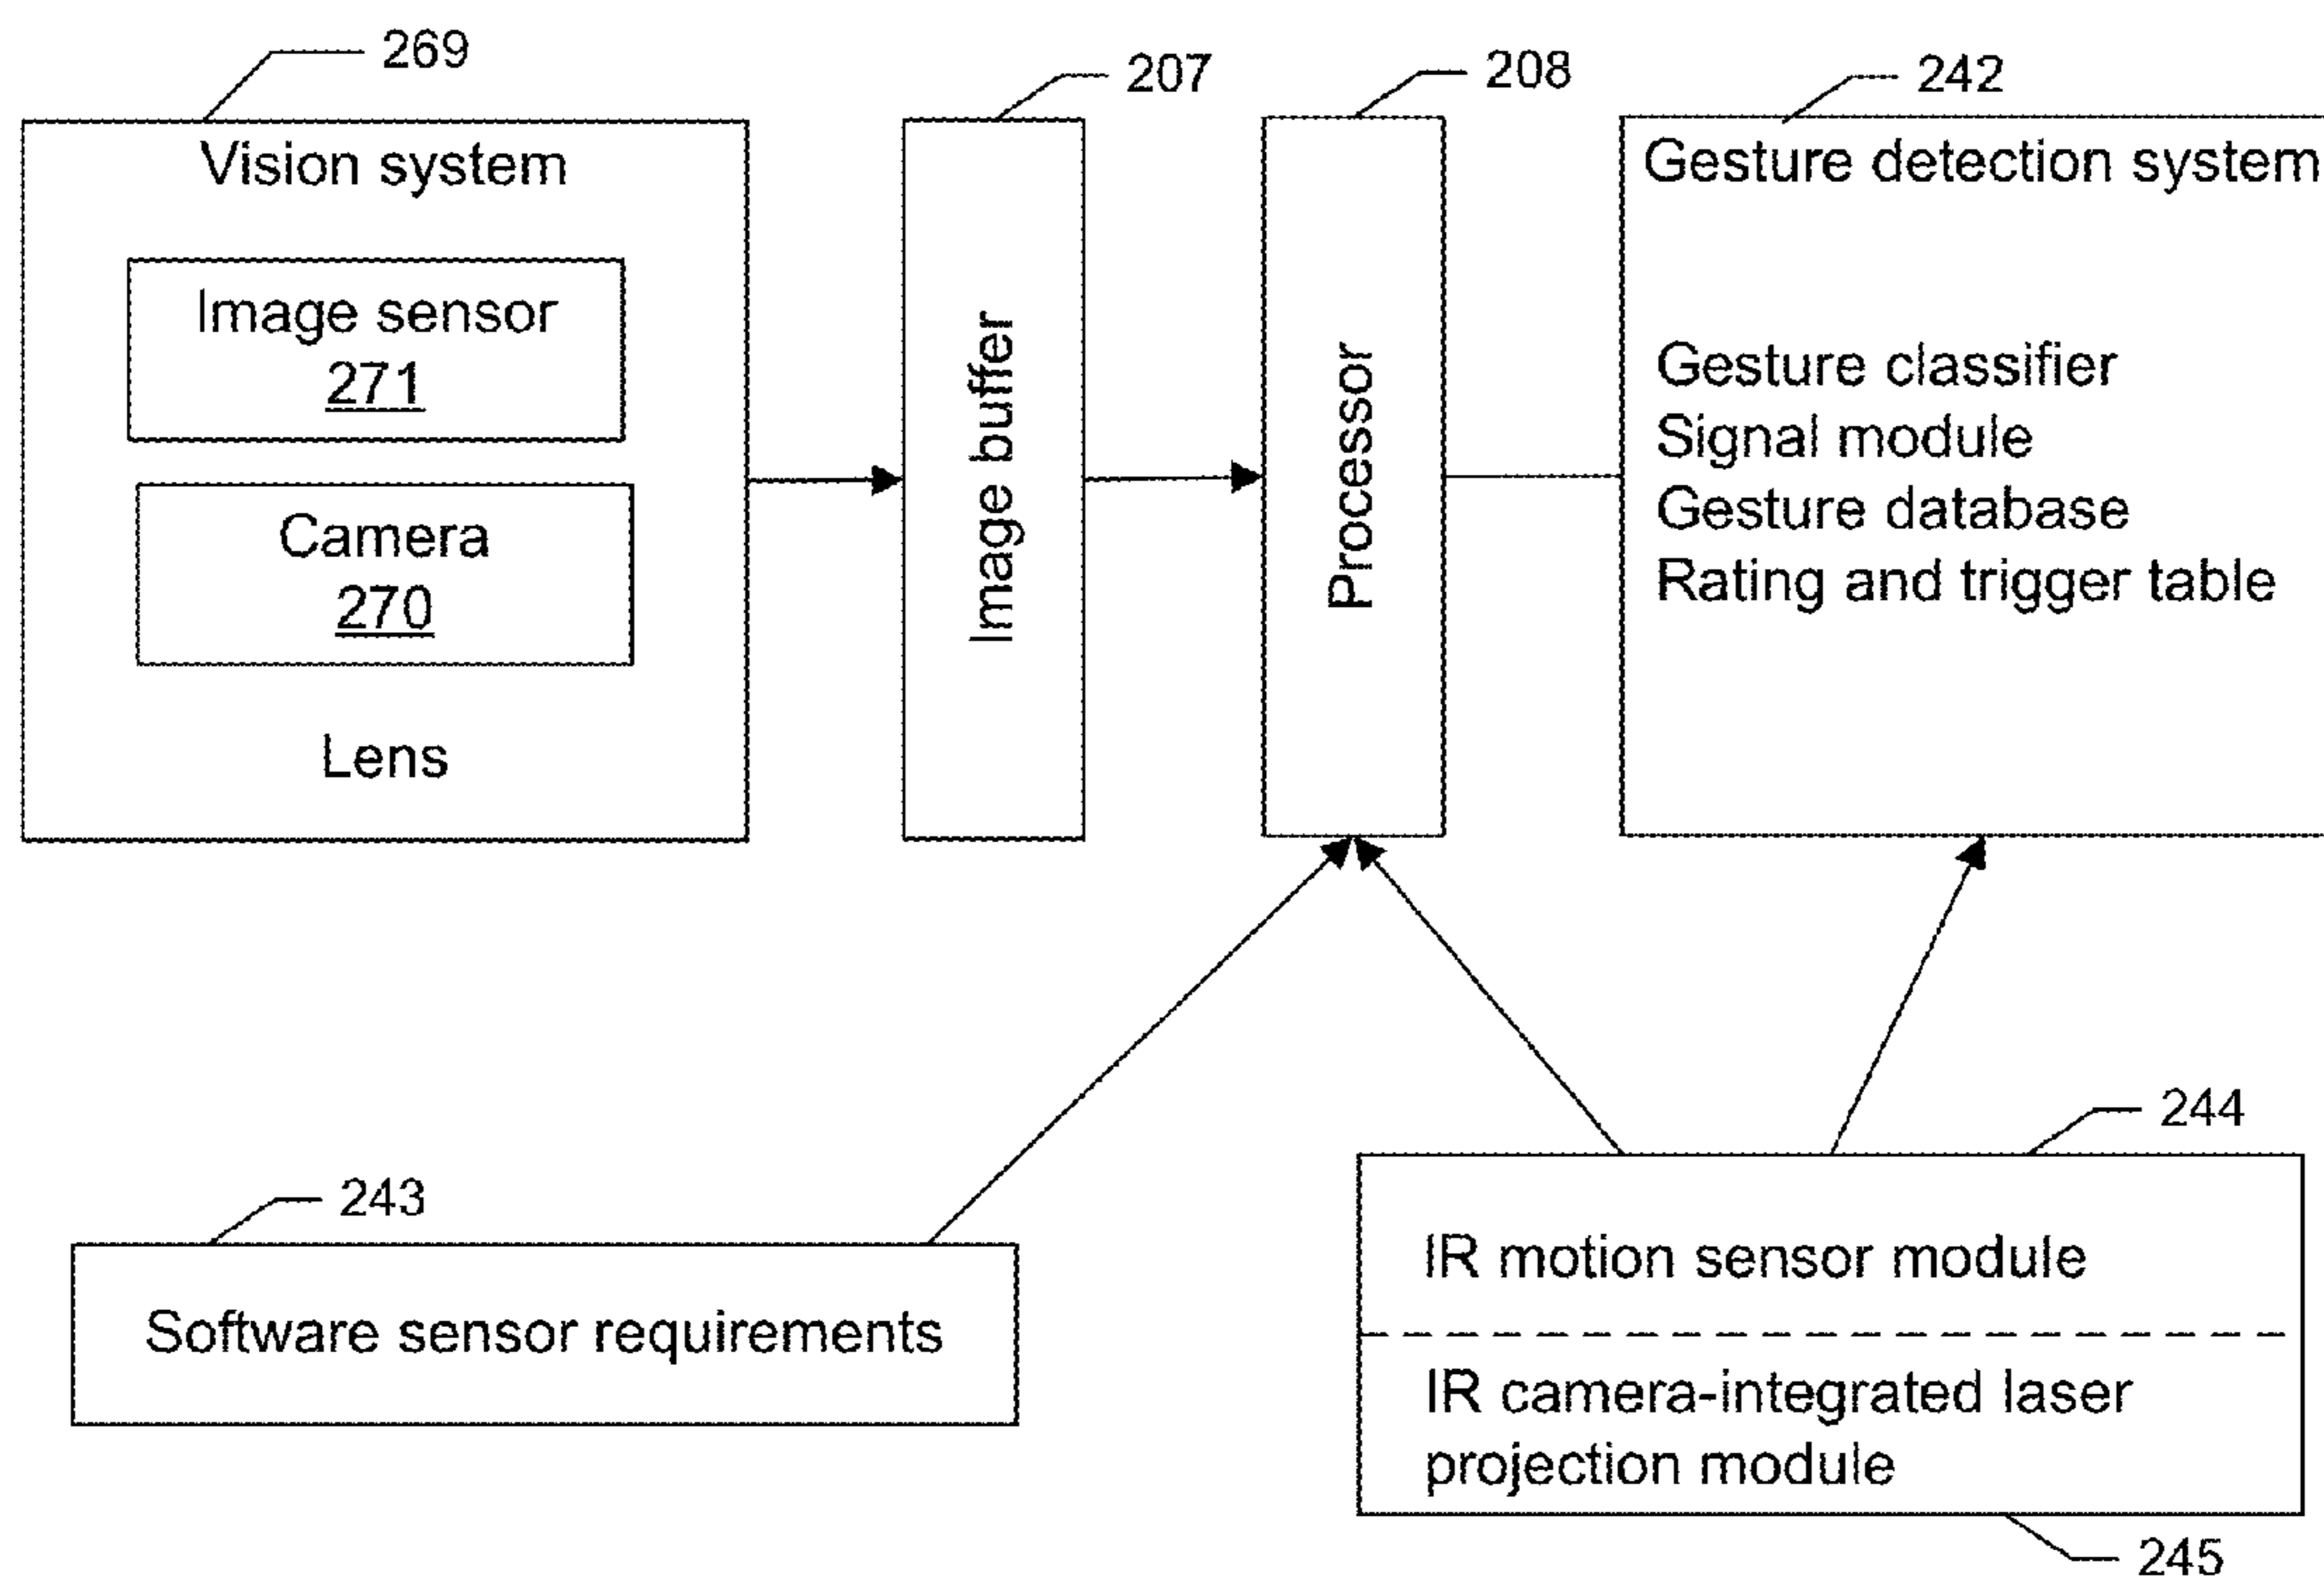 269
207
208
242
Vision system
Image sensor
271
Camera
270
Lens
Image buffer
Processor
Gesture detection system
Gesture classifier
Signal module
Gesture database
Rating and trigger table
243
Software sensor requirements
244
IR motion sensor module
IR camera-integrated laser
projection module
245